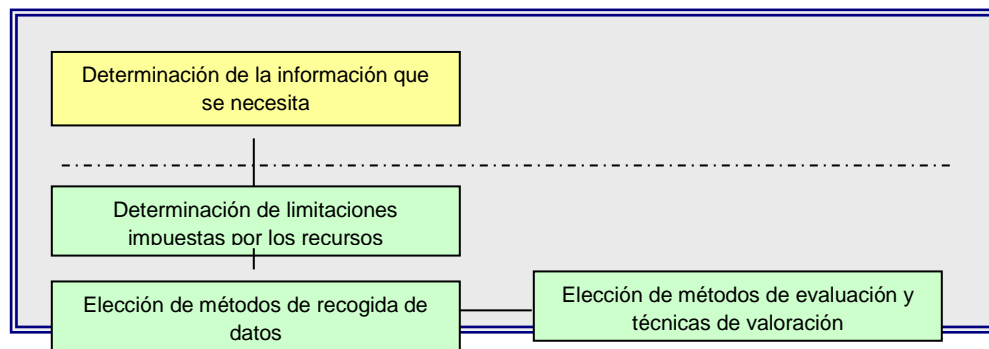 Determinación de la información que
se necesita
Determinación de limitaciones
impuestas por los recursos
Elección de métodos de recogida de
datos
Elección de métodos de evaluación y
técnicas de valoración